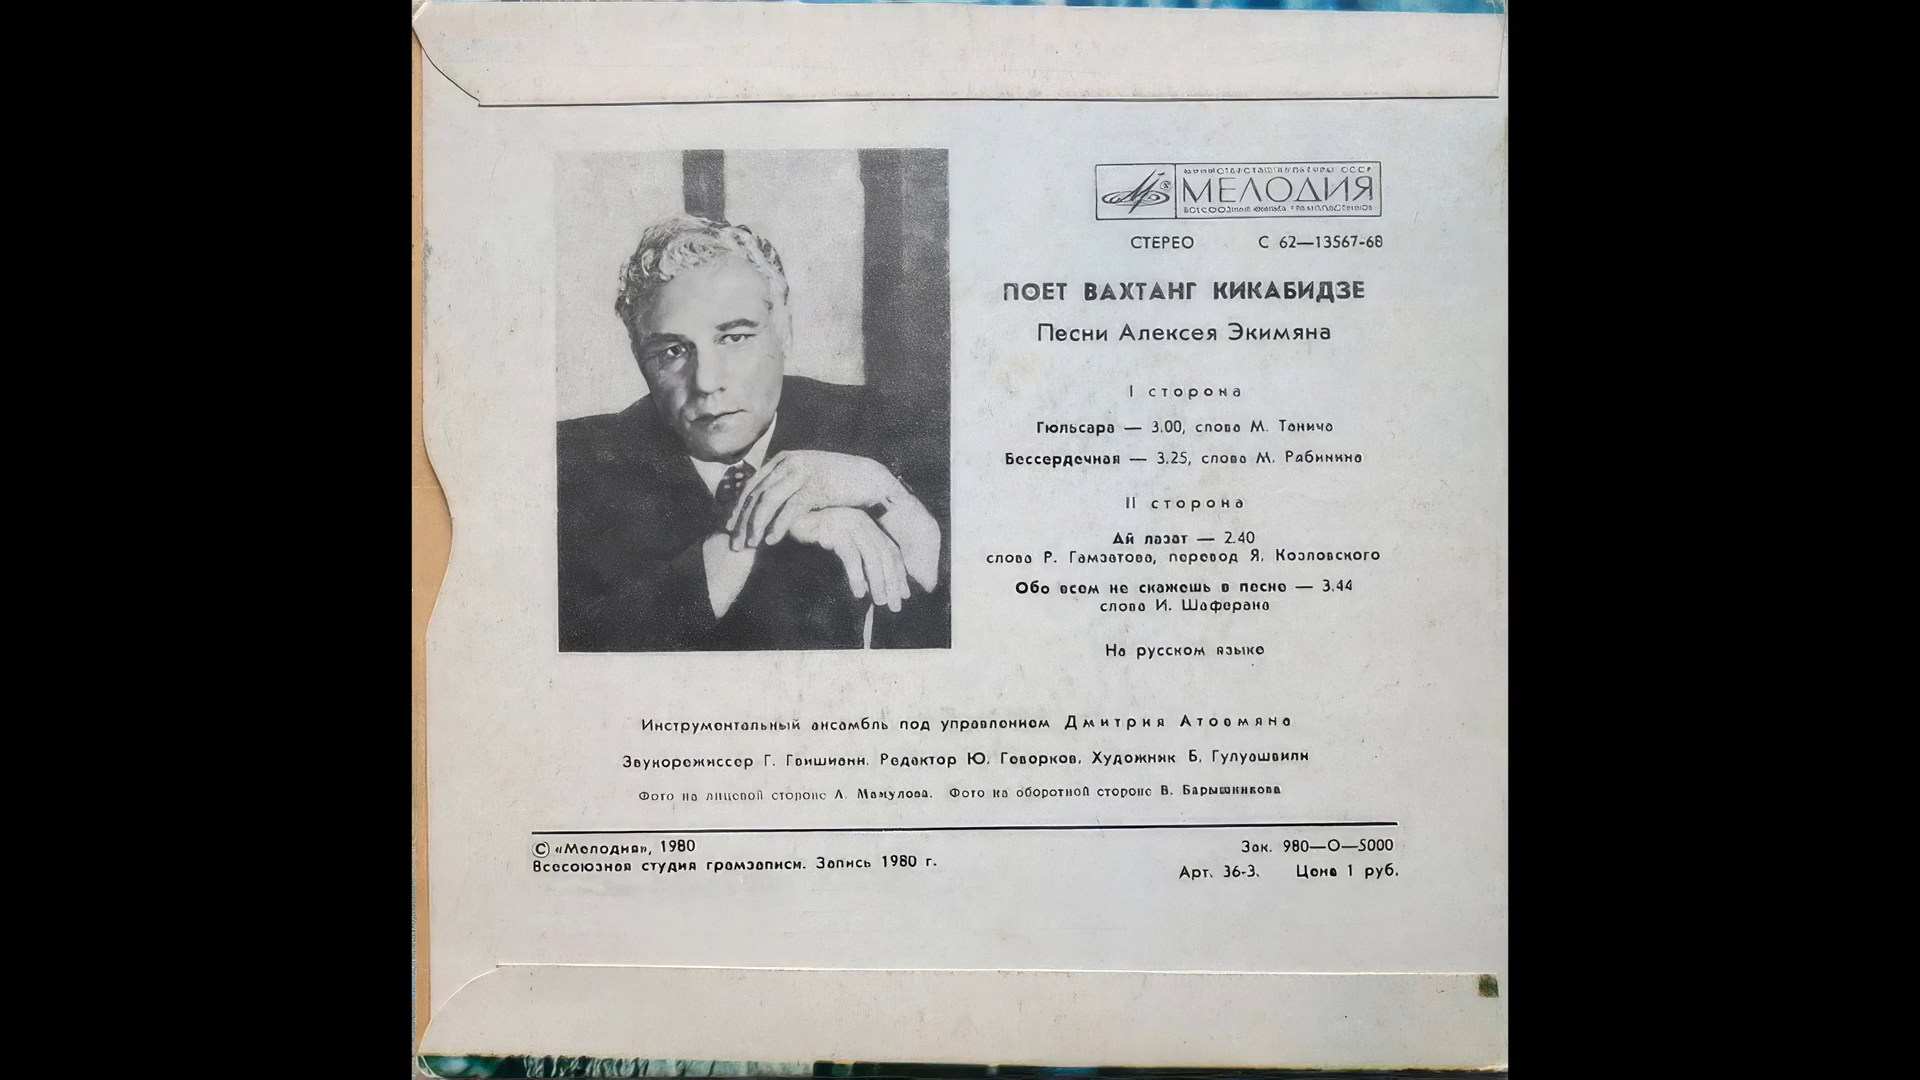 МЕЛОДИЯ
СТЕРЕО С 62—13567-68
ПОЕТ ВАХТАНГ КИКАБИДЗЕ
Песни Алексея Экимяна
I сторона
Гюльсара — 3.00, слова М. Танича
Бессердечная — 3.25, слова М. Рябинина
II сторона
Ай лазат — 2.40
слова Р. Гамзатова, перевод Я. Козловского
Обо всем не скажешь в песне — 3.44
слова И. Шаферана
На русском языке
Инструментальный ансамбль под управлением Дмитрия Атовмяна
Звукорежиссер Г. Гвишиани. Редактор Ю. Говорков. Художник Б. Гулуашвили
Фото на лицевой стороне Л. Мамулова. Фото на оборотной стороне В. Барышникова
© «Мелодия», 1980
Всесоюзная студия грамзаписи. Запись 1980 г.
Зак. 980—О—5000
Арт. 36-3. Цена 1 руб.